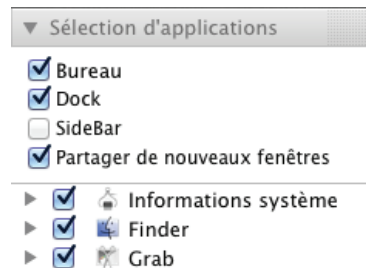 Sélection d'applications
Bureau
Dock
SideBar
Partager de nouveaux fenêtres
Informations système
Finder
Grab